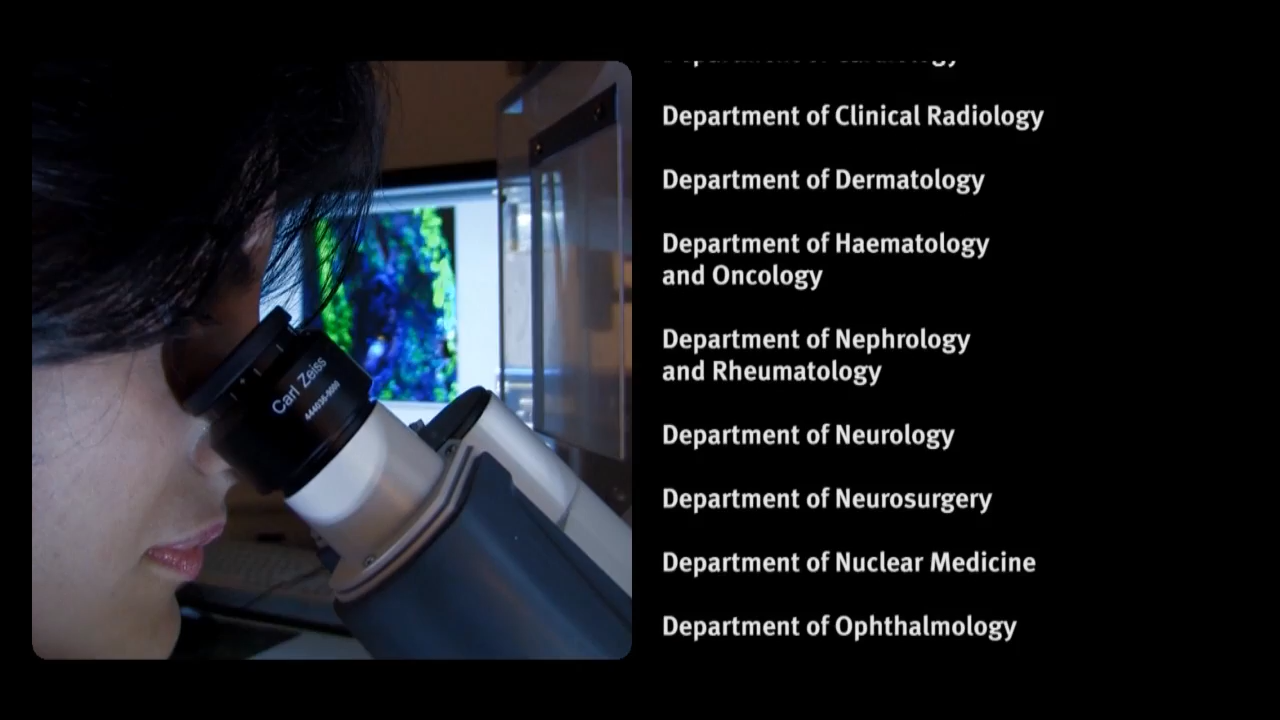 Department of Clinical Radiology
Department of Dermatology
Department of Haematology
and Oncology
Department of Nephrology
and Rheumatology
Department of Neurology
Department of Neurosurgery
Department of Nuclear Medicine
Department of Ophthalmology
Carl Zeiss